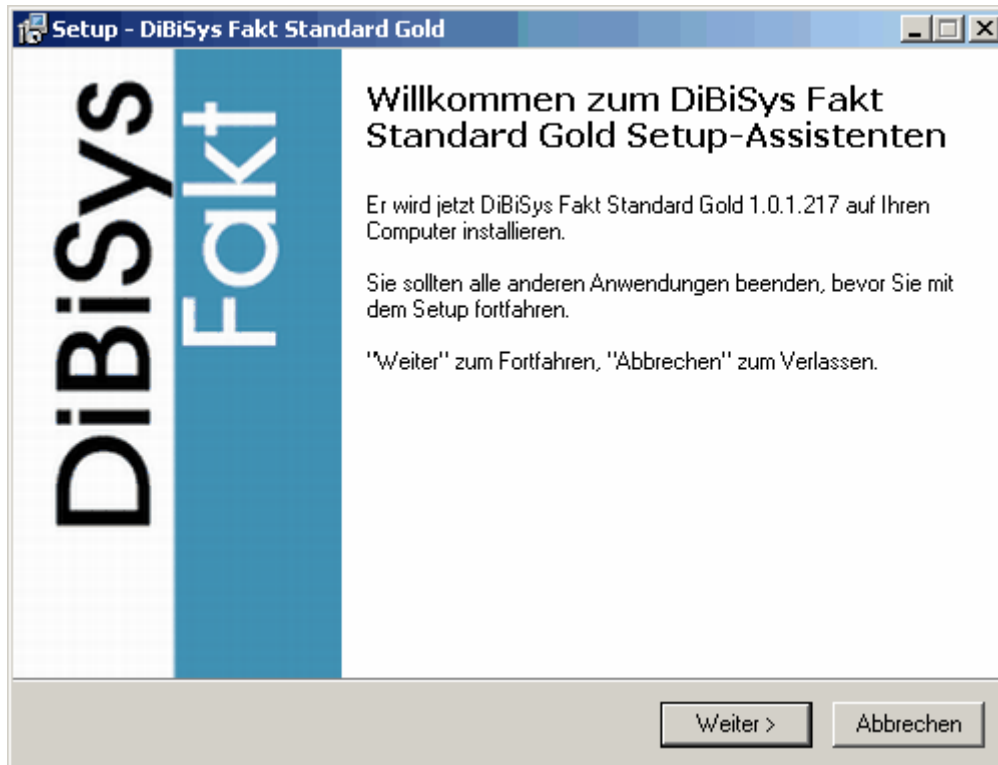 Setup - DiBiSys Fakt Standard Gold
DiBiSys
Fakt
Willkommen zum DiBiSys Fakt
Standard Gold Setup-Assistenten
Er wird jetzt DiBiSys Fakt Standard Gold 1.0.1.217 auf Ihren
Computer installieren.
Sie sollten alle anderen Anwendungen beenden, bevor Sie mit
dem Setup fortfahren.
"Weiter" zum Fortfahren, "Abbrechen" zum Verlassen.
Weiter >
Abbrechen